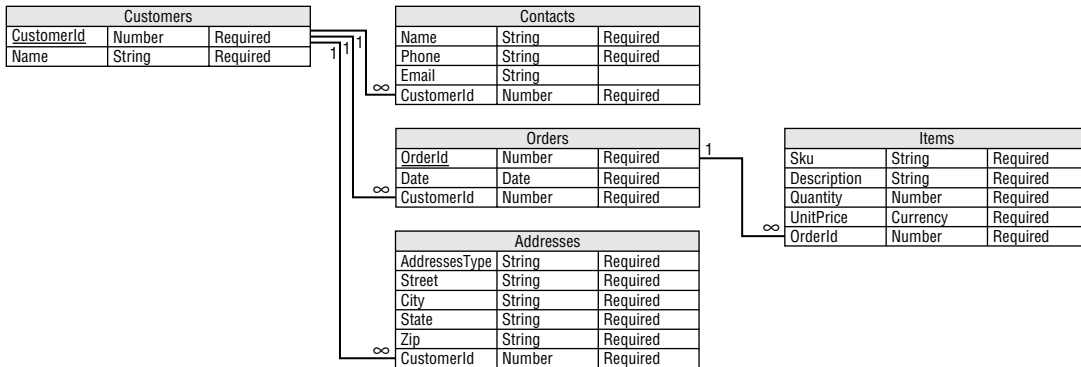 Customers
CustomerId Number Required
Name String Required
1 1 1
Contacts
Name String Required
Phone String Required
Email String
∞ CustomerId Number Required
Orders
OrderId Number Required 1
Date Date Required
∞ CustomerId Number Required
Items
Sku String Required
Description String Required
Quantity Number Required
UnitPrice Currency Required
∞ OrderId Number Required
Addresses
AddressesType String Required
Street String Required
City String Required
State String Required
Zip String Required
∞ CustomerId Number Required